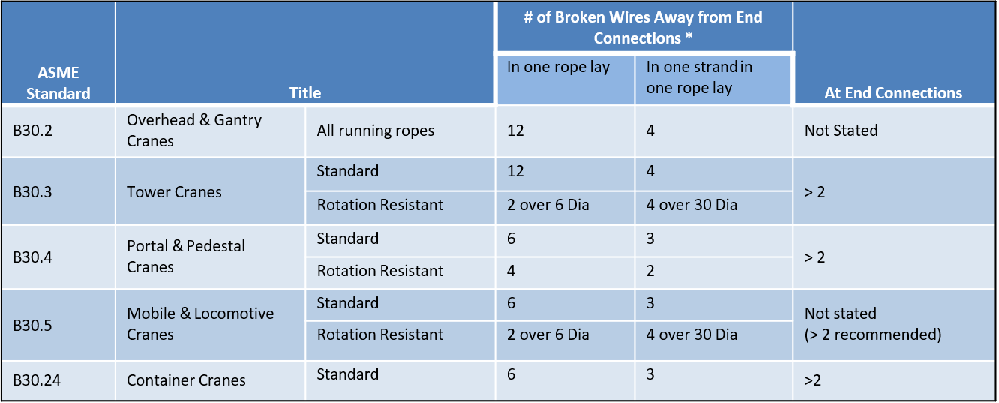 ASME
Standard
Title
# of Broken Wires Away from End
Connections *
In one rope lay
In one strand in
one rope lay
At End Connections
B30.2
Overhead & Gantry
Cranes
All running ropes
12
4
Not Stated
B30.3
Tower Cranes
Standard
12
4
> 2
Rotation Resistant
2 over 6 Dia
4 over 30 Dia
B30.4
Portal & Pedestal
Cranes
Standard
6
3
> 2
Rotation Resistant
4
2
B30.5
Mobile & Locomotive
Cranes
Standard
6
3
Not stated
(> 2 recommended)
Rotation Resistant
2 over 6 Dia
4 over 30 Dia
B30.24
Container Cranes
Standard
6
3
>2